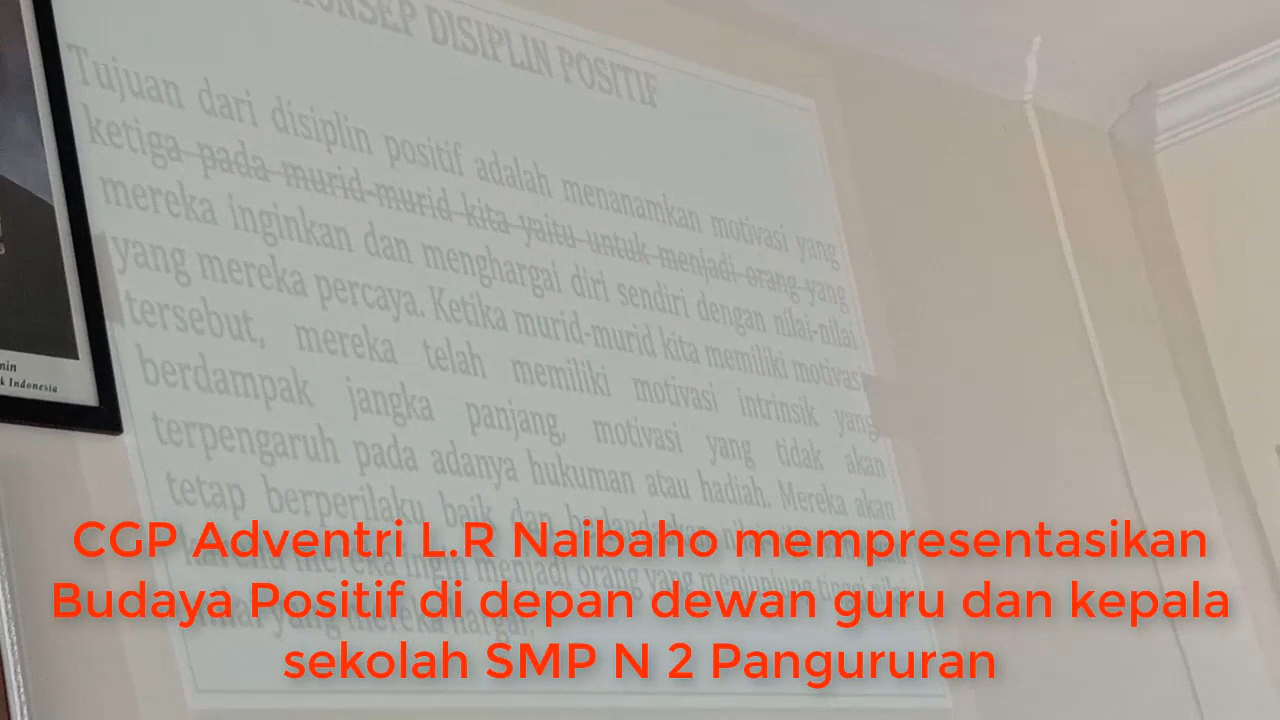 KONSEP DISIPLIN POSITIF
Tujuan dari disiplin positif adalah menanamkan motivasi yang
ketiga pada murid-murid kita yaitu untuk menjadi orang yang
mereka inginkan dan menghargai diri sendiri dengan nilai-nilai
yang mereka percaya. Ketika murid-murid kita memiliki motivasi
tersebut, mereka telah memiliki motivasi intrinsik yang
berdampak jangka panjang, motivasi yang tidak akan
terpengaruh pada adanya hukuman atau hadiah. Mereka akan
tetap berperilaku baik dan
karena mereka ingin menjadi orang yang menjunjung tinggi
yang mereka hargai.
Indonesia
CGP Adventri L.R Naibaho mempresentasikan
Budaya Positif di depan dewan guru dan kepala
sekolah SMP N 2 Pangururan